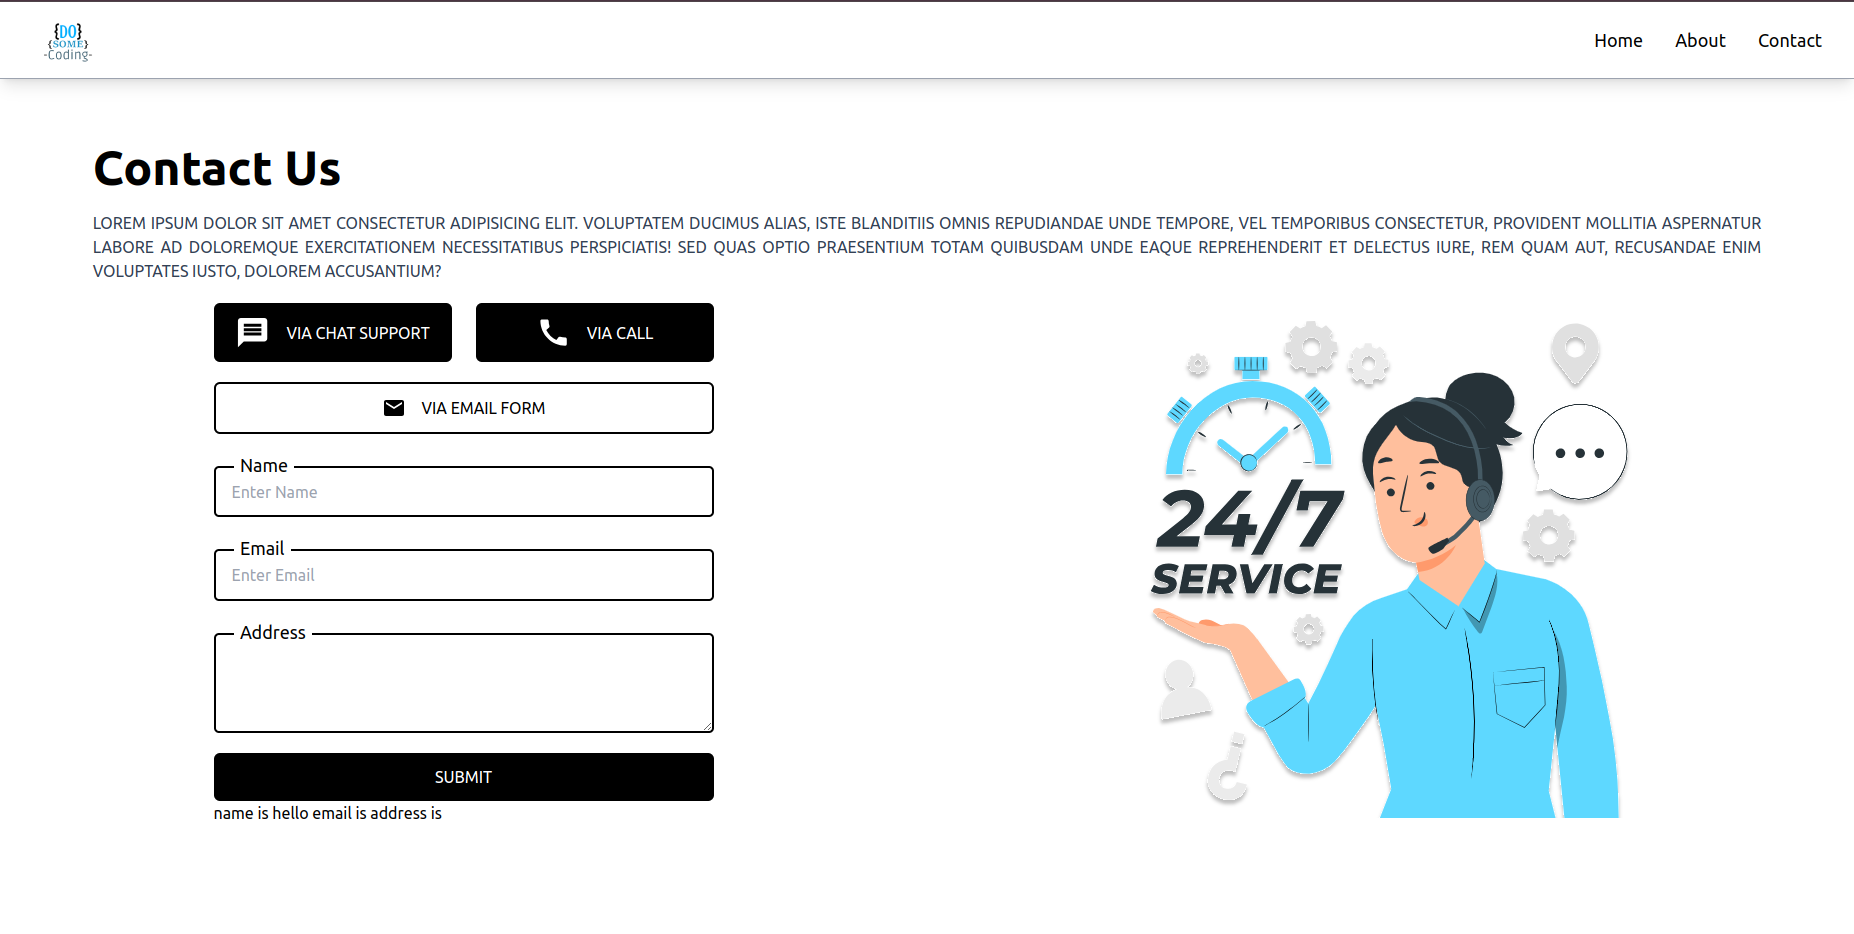 {DO}
{SOME}
-Coding-
Home About Contact
Contact Us
LOREM IPSUM DOLOR SIT AMET CONSECTETUR ADIPISICING ELIT. VOLUPTATEM DUCIMUS ALIAS, ISTE BLANDITIIS OMNIS REPUDIANDAE UNDE TEMPORE, VEL TEMPORIBUS CONSECTETUR, PROVIDENT MOLLITIA ASPERNATUR
LABORE AD DOLOREMQUE EXERCITATIONEM NECESSITATIBUS PERSPICIATIS! SED QUAS OPTIO PRAESENTIUM TOTAM QUIBUSDAM UNDE EAQUE REPREHENDERIT ET DELECTUS IURE, REM QUAM AUT, RECUSANDAE ENIM
VOLUPTATES IUSTO, DOLOREM ACCUSANTIUM?
VIA CHAT SUPPORT
VIA CALL
VIA EMAIL FORM
Name
Enter Name
Email
Enter Email
Address
SUBMIT
name is hello email is address is
24/7
SERVICE